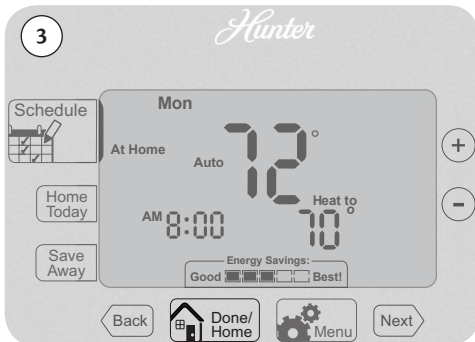 3
Hunter
Schedule
Mon
At Home
Auto
72°
+
Home
Today
AM 8:00
Heat to
70°
-
Save
Away
Energy Savings:
Good
Best!
Back
Done/
Home
Menu
Next